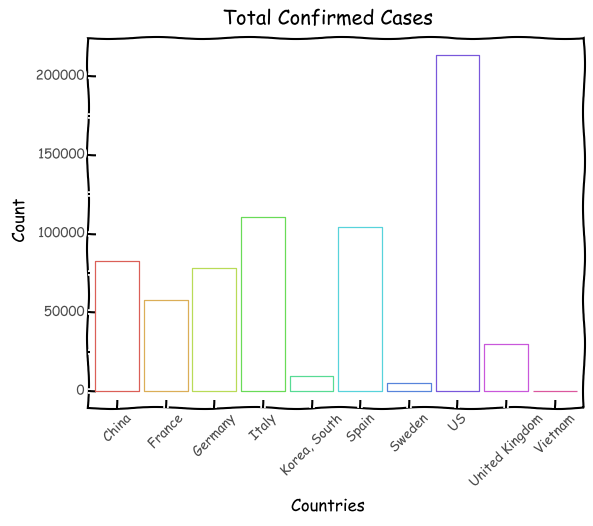 Total Confirmed Cases
Count
200000
150000
100000
50000
0
China
France
Germany
Italy
Korea, South
Spain
Sweden
US
United Kingdom
Vietnam
Countries